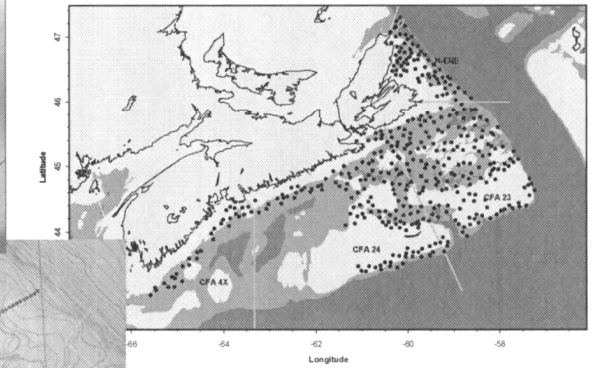 47
N-ENS
46
Latitude
45
CFA 23
44
CFA 24
CFA 4X
-66 -64 -62 -60 -58
Longitude